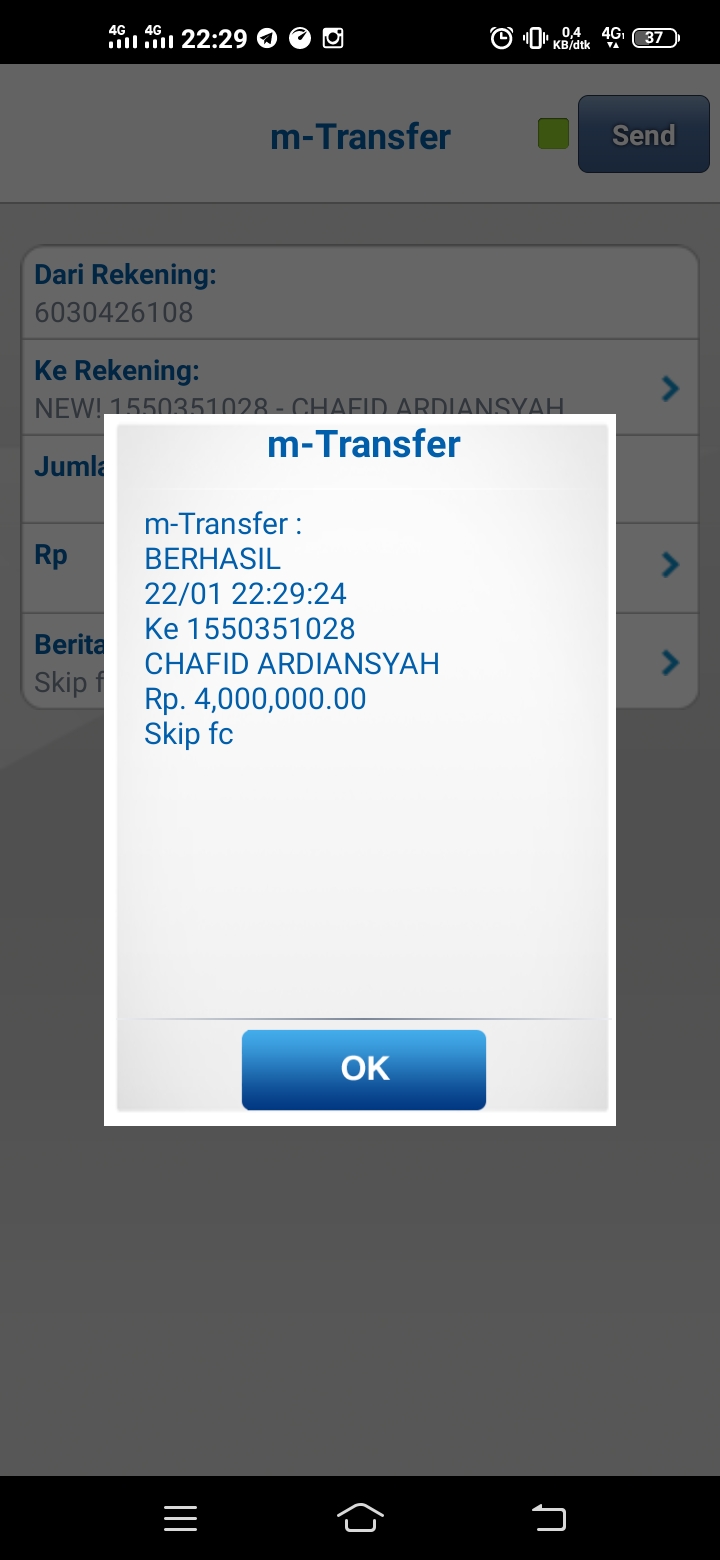 4G 4G 22:29 0,4 KB/dtk 4G 37
m-Transfer
Send
Dari Rekening:
6030426108
Ke Rekening:
NEW! 1550351028 - CHAFID ARDIANSYAH
Rp
Skip
m-Transfer
m-Transfer :
BERHASIL
22/01 22:29:24
Ke 1550351028
CHAFID ARDIANSYAH
Rp. 4,000,000.00
Skip fc
OK